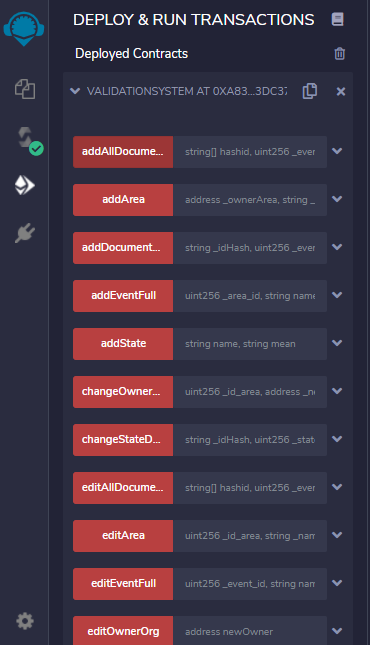 DEPLOY & RUN TRANSACTIONS
Deployed Contracts
VALIDATIONSYSTEM AT 0XA83...3DC37
addAllDocume... string[] hashid, uint256 _even
addArea address _ownerArea, string _
addDocument... string _idHash, uint256 _even
addEventFull uint256 _area_id, string name
addState string name, string mean
changeOwner... uint256 _id_area, address _n
changeStateD... string _idHash, uint256 _stat
editAllDocume... string[] hashid, uint256 _even
editArea uint256 _id_area, string _nam
editEventFull uint256 _event_id, string nam
editOwnerOrg address newOwner